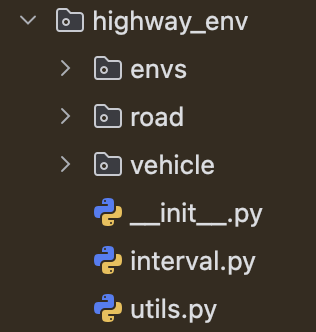 highway_env
envs
road
vehicle
__init__.py
interval.py
utils.py